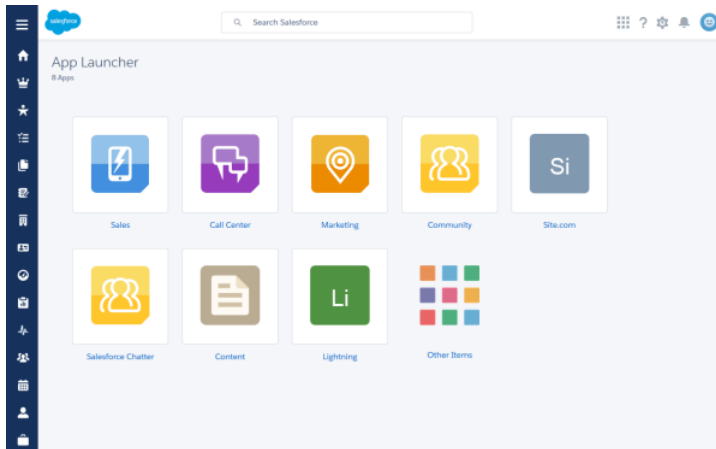 salesforce
Search Salesforce
App Launcher
8 Apps
Si
Sales
Call Center
Marketing
Community
Site.com
Li
Salesforce Chatter
Content
Lightning
Other Items